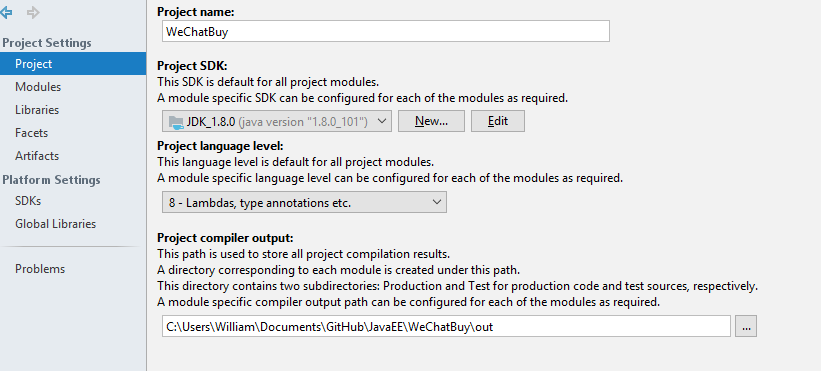 Project Settings
Project
Modules
Libraries
Facets
Artifacts
Platform Settings
SDKs
Global Libraries
Problems
Project name:
WeChatBuy
Project SDK:
This SDK is default for all project modules.
A module specific SDK can be configured for each of the modules as required.
JDK_1.8.0 (java version "1.8.0_101") New... Edit
Project language level:
This language level is default for all project modules.
A module specific language level can be configured for each of the modules as required.
8 - Lambdas, type annotations etc.
Project compiler output:
This path is used to store all project compilation results.
A directory corresponding to each module is created under this path.
This directory contains two subdirectories: Production and Test for production code and test sources, respectively.
A module specific compiler output path can be configured for each of the modules as required.
C:\Users\William\Documents\GitHub\JavaEE\WeChatBuy\out ...